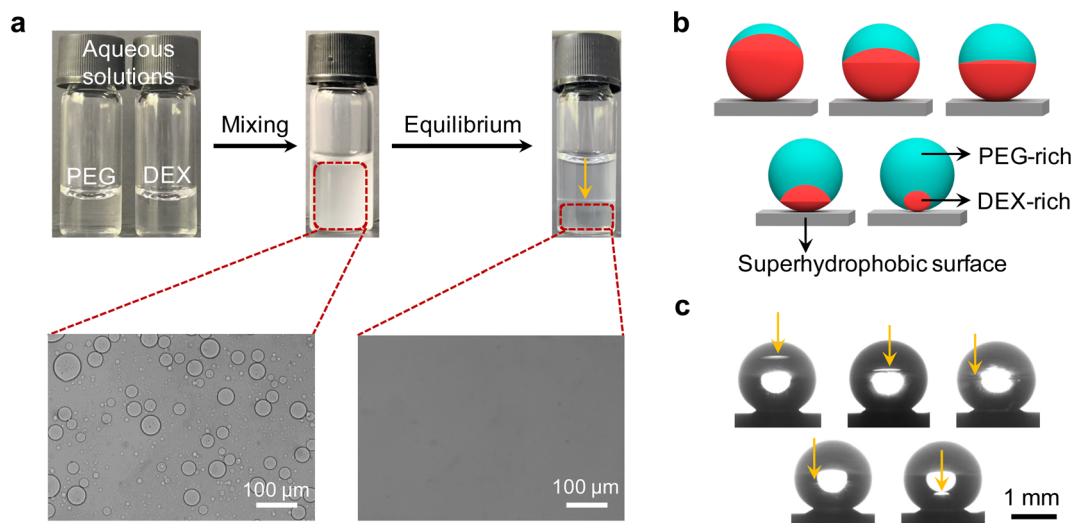 a
Aqueous
solutions
PEG
DEX
Mixing
Equilibrium
100 µm
100 µm
b
PEG-rich
DEX-rich
Superhydrophobic surface
c
1 mm